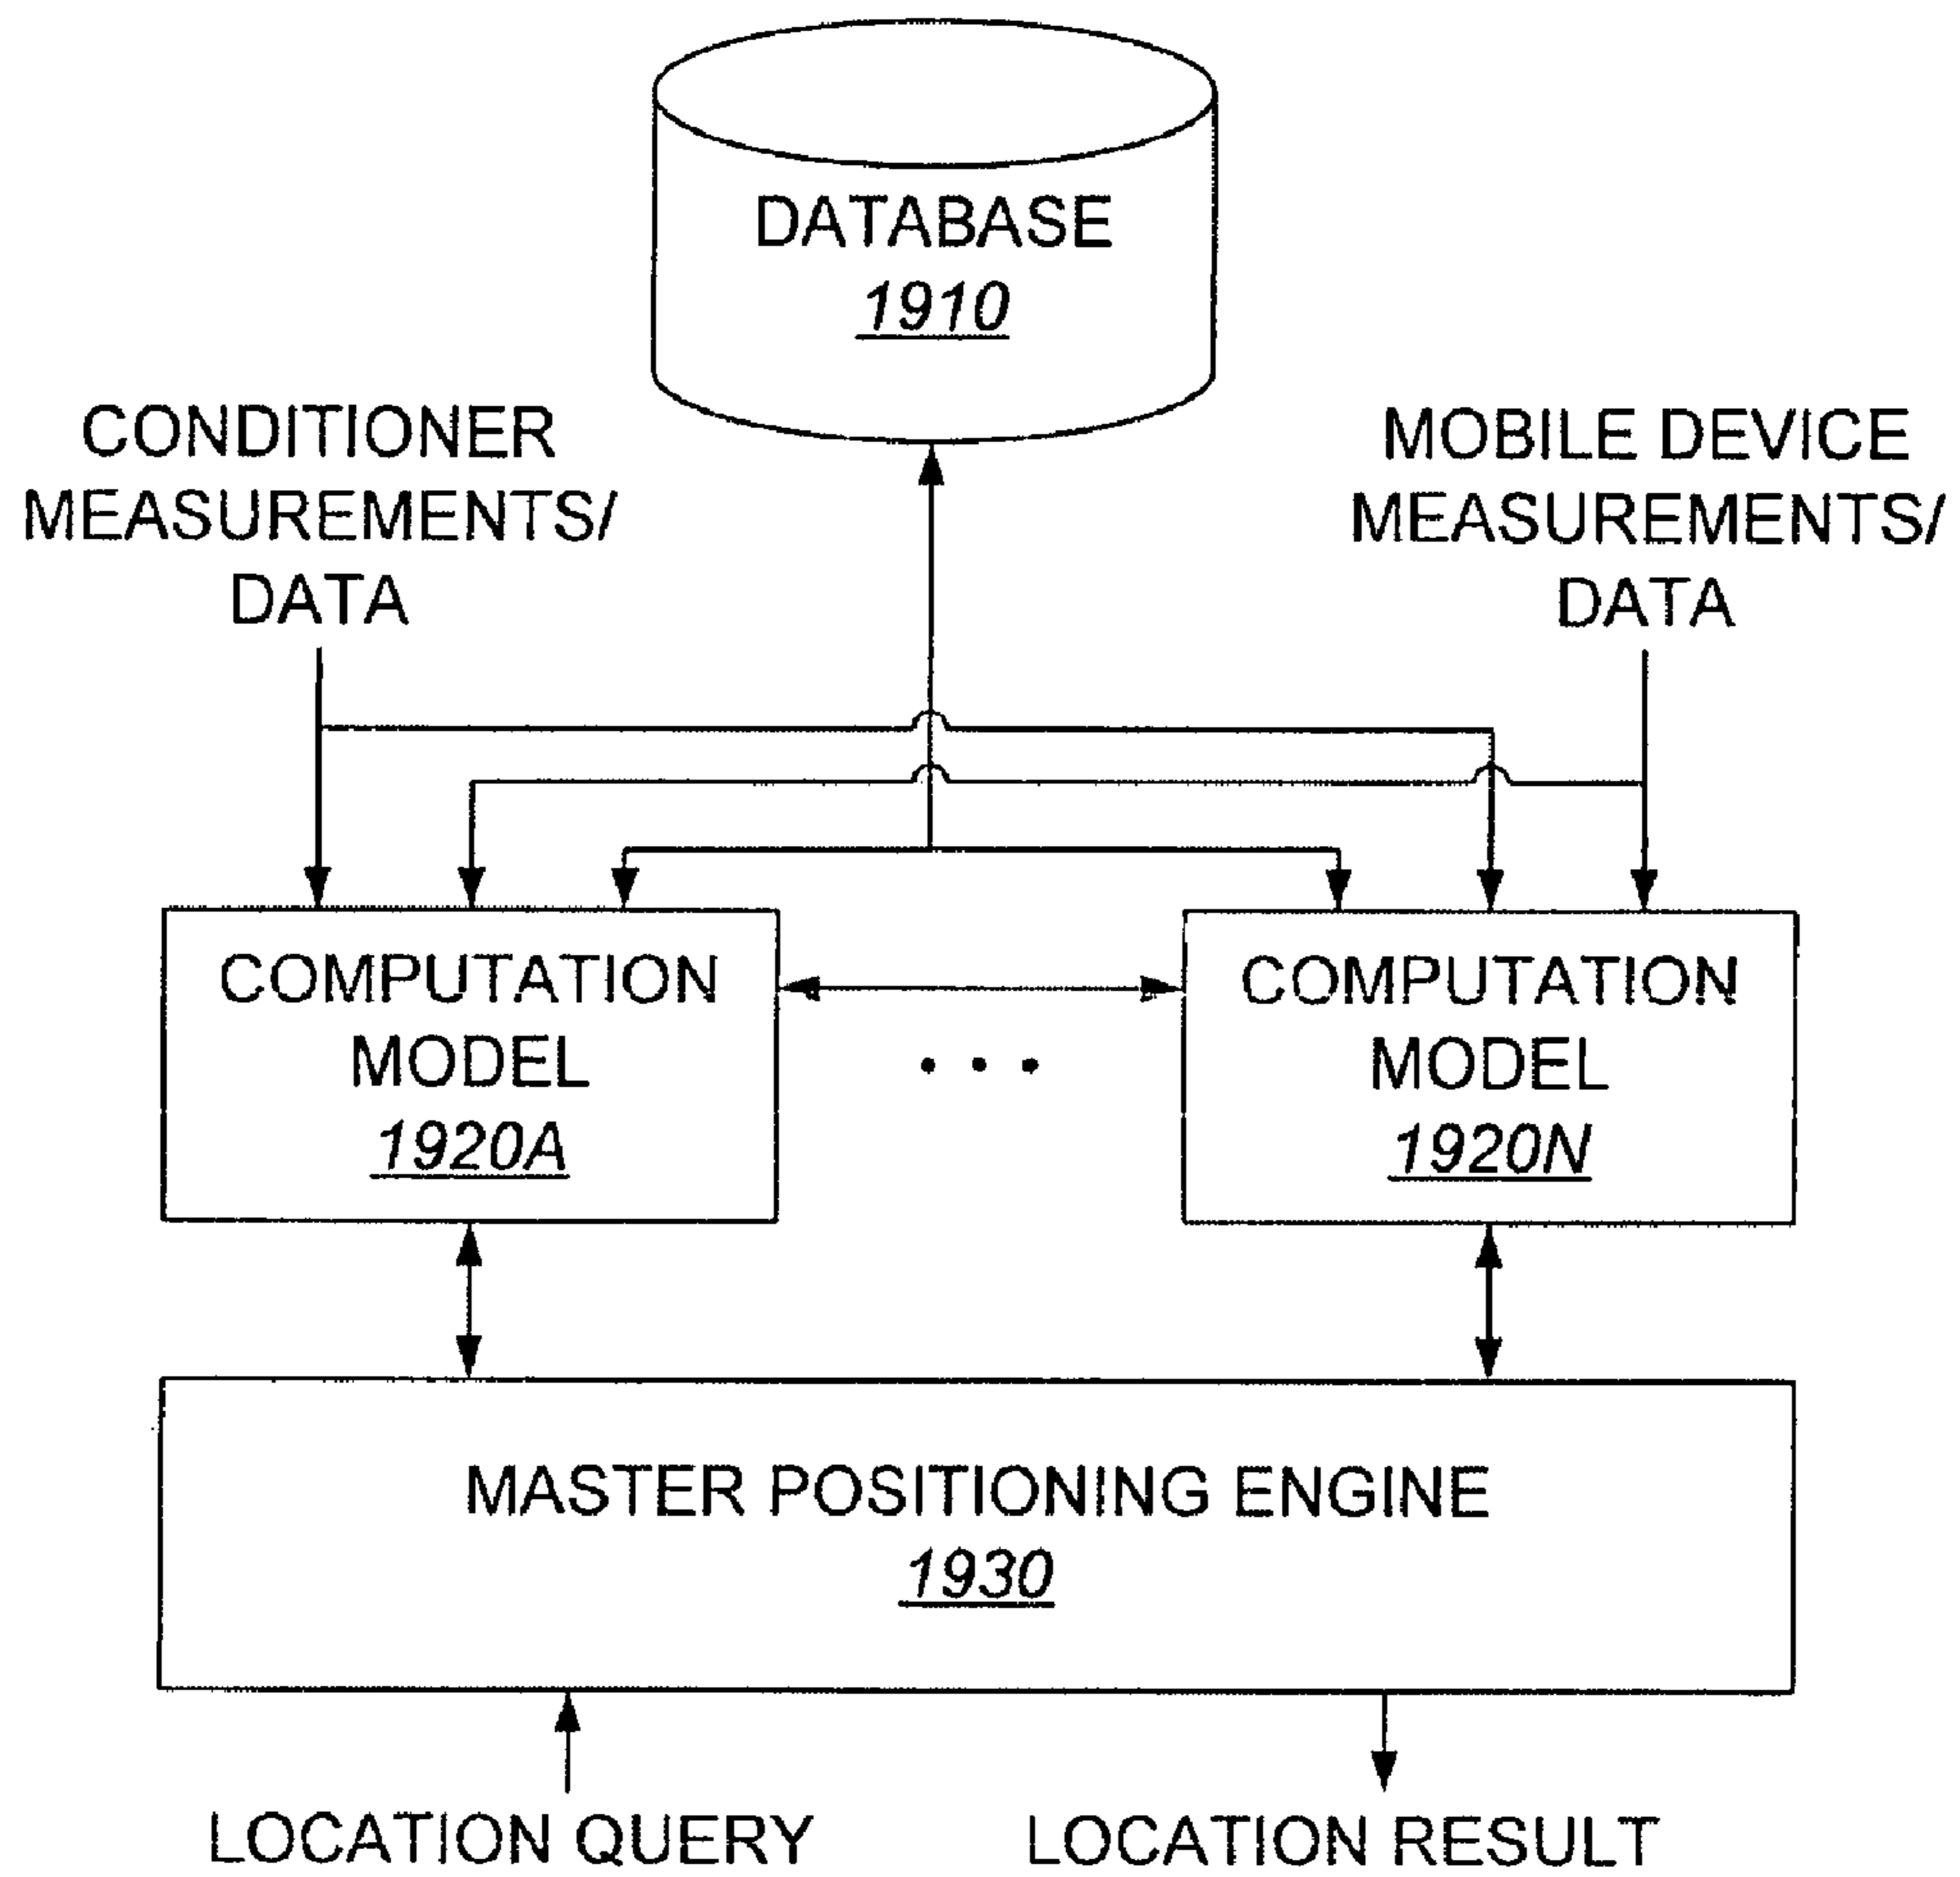 DATABASE
1910
CONDITIONER
MEASUREMENTS/
DATA
MOBILE DEVICE
MEASUREMENTS/
DATA
COMPUTATION
MODEL
1920A
. . .
COMPUTATION
MODEL
1920N
MASTER POSITIONING ENGINE
1930
LOCATION QUERY
LOCATION RESULT